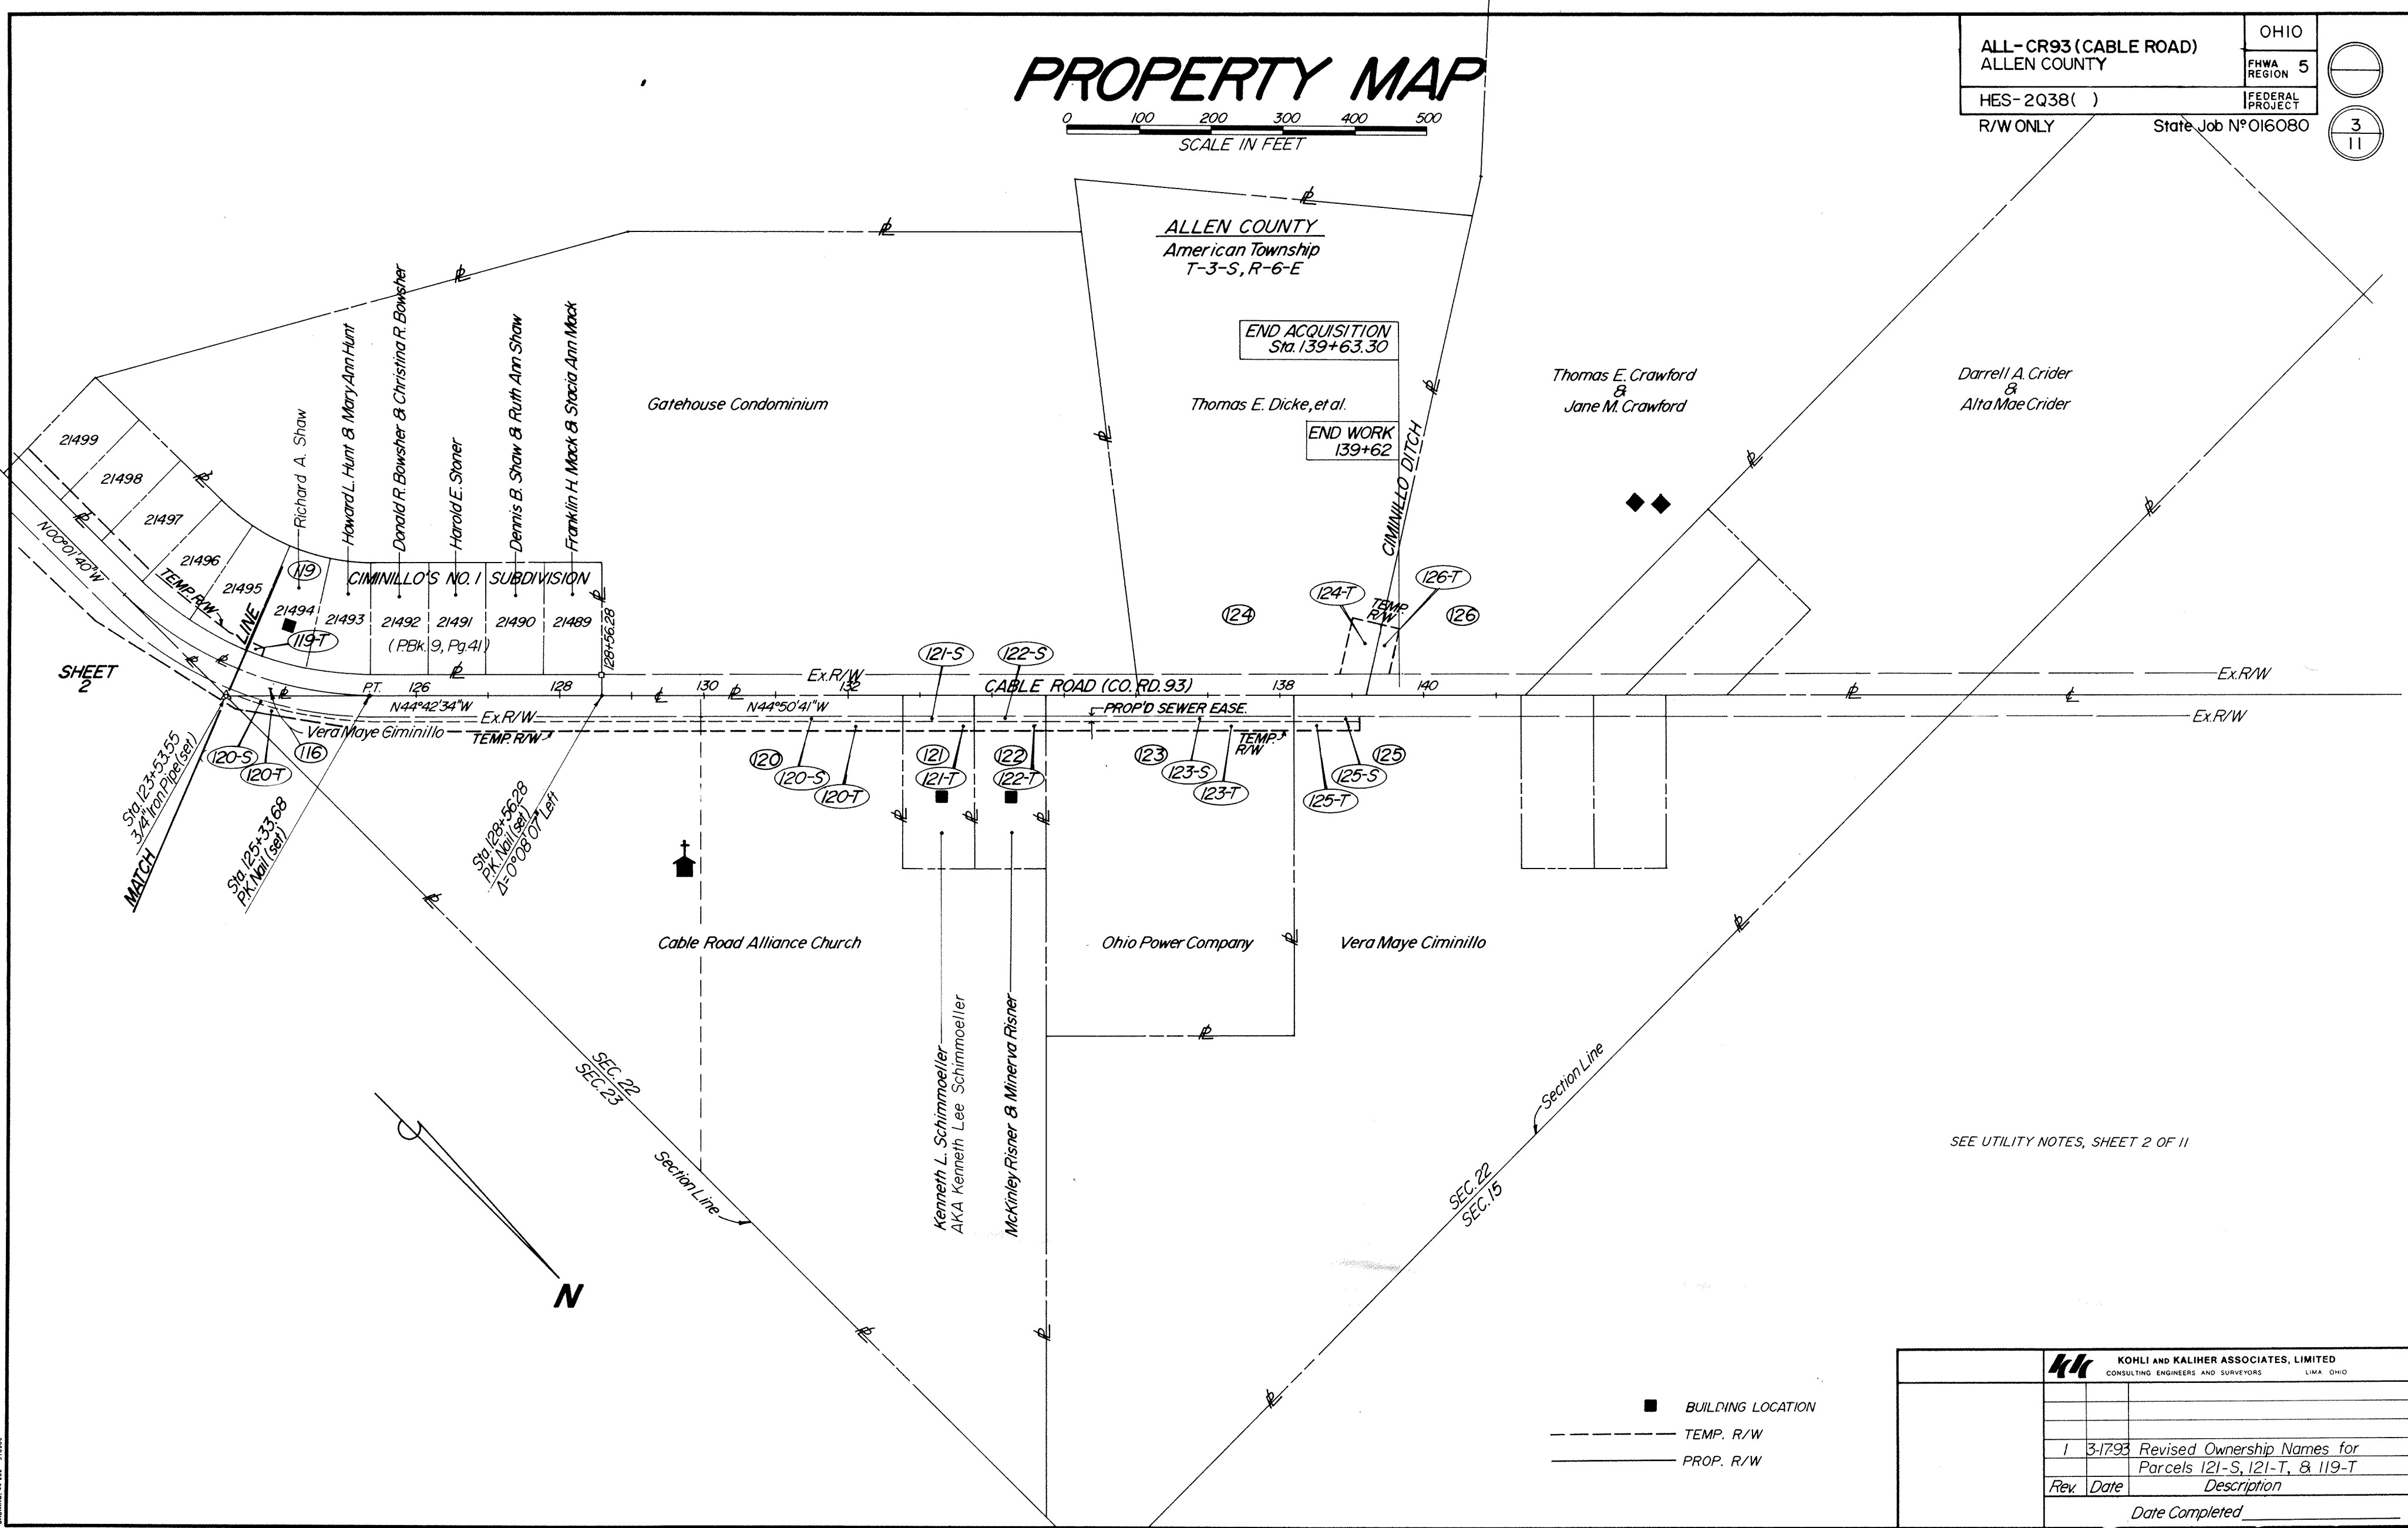 PROPERTY MAP
0 100 200 300 400 500
SCALE IN FEET
ALL-CR93 (CABLE ROAD)
ALLEN COUNTY
OHIO
FHWA REGION 5
HES-2Q38( )
FEDERAL PROJECT
R/W ONLY
State Job Nº 016080
3
11
ALLEN COUNTY
American Township
T-3-S, R-6-E
END ACQUISITION
Sta. 139+63.30
Thomas E. Dicke, et al.
END WORK
139+62
CIMINILLO DITCH
Thomas E. Crawford
&
Jane M. Crawford
Darrell A. Crider
&
Alta Mae Crider
Gatehouse Condominium
Richard A. Shaw
Howard L. Hunt & Mary Ann Hunt
Donald R. Bowsher & Christina R. Bowsher
Harold E. Stoner
Dennis B. Shaw & Ruth Ann Shaw
Franklin H. Mack & Stacia Ann Mack
21499
21498
21497
21496
21495
21494
21493
21492
21491
21490
21489
119
CIMINILLO'S NO. 1 SUBDIVISION
(P.Bk. 9, Pg. 41)
119-T
128+56.28
N00°01'40"W
TEMP. R/W
LINE
SHEET
2
124
124-T
TEMP.
R/W
126-T
126
121-S
122-S
Ex. R/W
Ex. R/W
P.T.
126
128
130
132
CABLE ROAD (CO. RD. 93)
138
140
N44°42'34"W
N44°50'41"W
Ex. R/W
PROP'D SEWER EASE.
Ex. R/W
Vera Maye Ciminillo
TEMP. R/W
TEMP.
R/W
120-S
120-T
116
120
120-S
120-T
121
121-T
122
122-T
123
123-S
123-T
125
125-S
125-T
Sta. 123+53.55
3/4" Iron Pipe (set)
MATCH
Sta. 125+33.68
P.K. Nail (set)
Sta. 128+56.28
P.K. Nail (set)
Δ=0°08'07" Left
Cable Road Alliance Church
Ohio Power Company
Vera Maye Ciminillo
Kenneth L. Schimmoeller
AKA Kenneth Lee Schimmoeller
McKinley Risner & Minerva Risner
SEC. 22
SEC. 23
Section Line
Section Line
SEC. 22
SEC. 15
N
SEE UTILITY NOTES, SHEET 2 OF 11
BUILDING LOCATION
TEMP. R/W
PROP. R/W
KOHLI AND KALIHER ASSOCIATES, LIMITED
CONSULTING ENGINEERS AND SURVEYORS LIMA OHIO
1 3-17-93 Revised Ownership Names for
Parcels 121-S, 121-T, & 119-T
Rev. Date Description
Date Completed